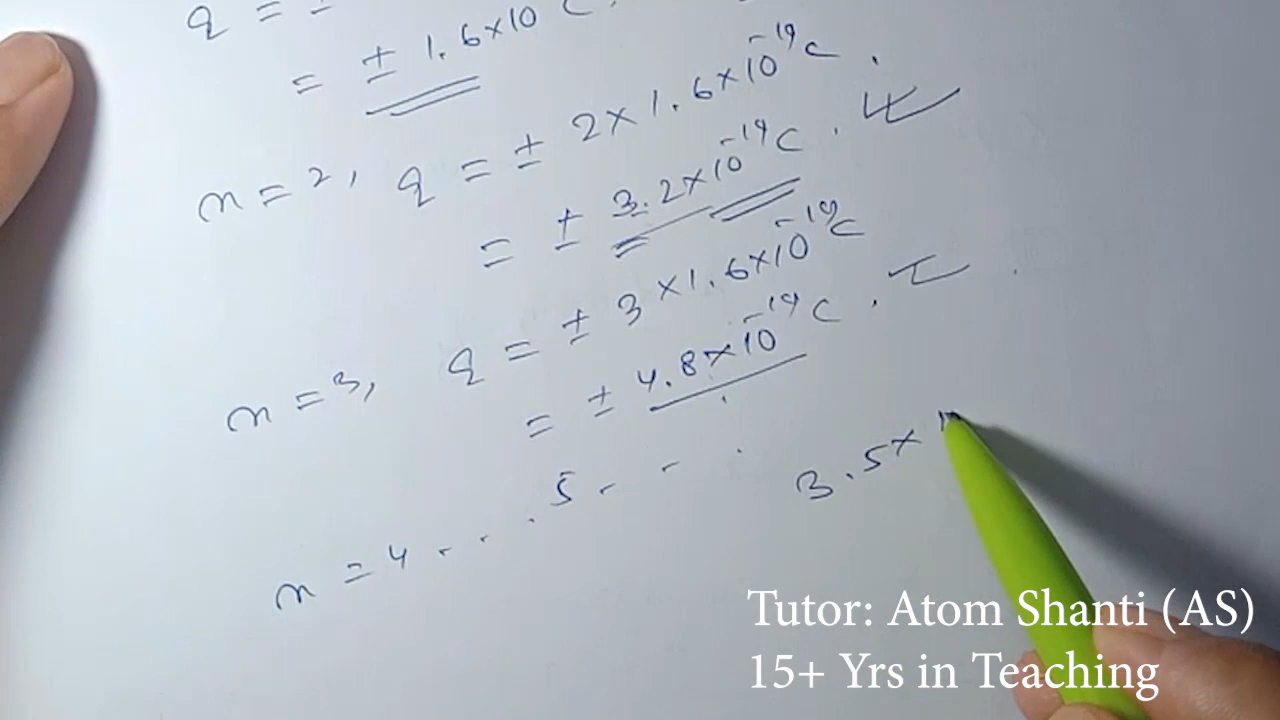 q = ±
= ± 1.6×10 C.
n=2, q = ± 2×1.6×10⁻¹⁹C.
= ± 3.2×10⁻¹⁹C.
n=3, q = ± 3×1.6×10⁻¹⁹C
= ± 4.8×10⁻¹⁹C.
n=4 - - . 5 - - .
3.5× 1
Tutor: Atom Shanti (AS)
15+ Yrs in Teaching